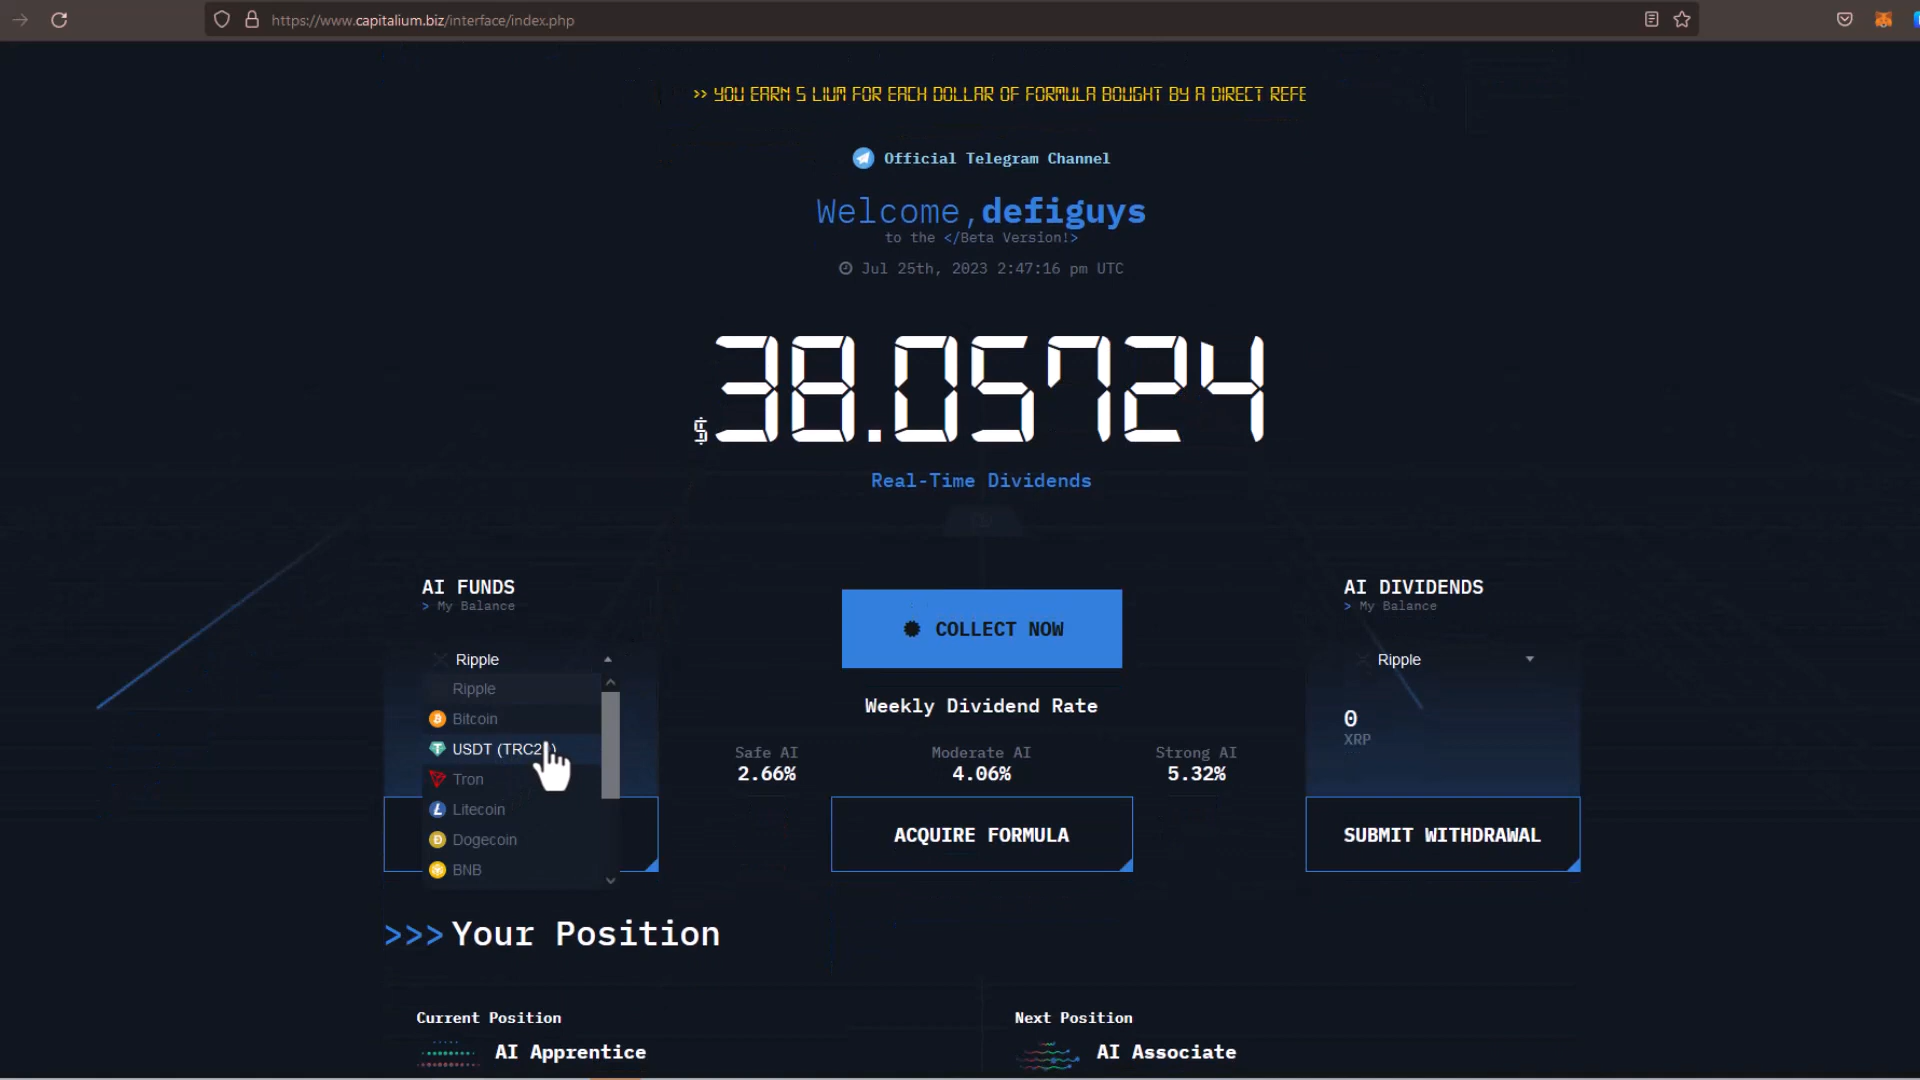 https://www.capitalium.biz/interface/index.php
>> YOU EARN 5 LIUM FOR EACH DOLLAR OF FORMULA BOUGHT BY A DIRECT REFE
Official Telegram Channel
Welcome,defiguys
to the </Beta Version!>
Jul 25th, 2023 2:47:16 pm UTC
$38.05724
Real-Time Dividends
AI FUNDS
> My Balance
Ripple
Ripple
Bitcoin
USDT (TRC2
Tron
Litecoin
Dogecoin
BNB
COLLECT NOW
Weekly Dividend Rate
Safe AI
2.66%
Moderate AI
4.06%
Strong AI
5.32%
ACQUIRE FORMULA
AI DIVIDENDS
> My Balance
Ripple
0
XRP
SUBMIT WITHDRAWAL
>>> Your Position
Current Position
AI Apprentice
Next Position
AI Associate